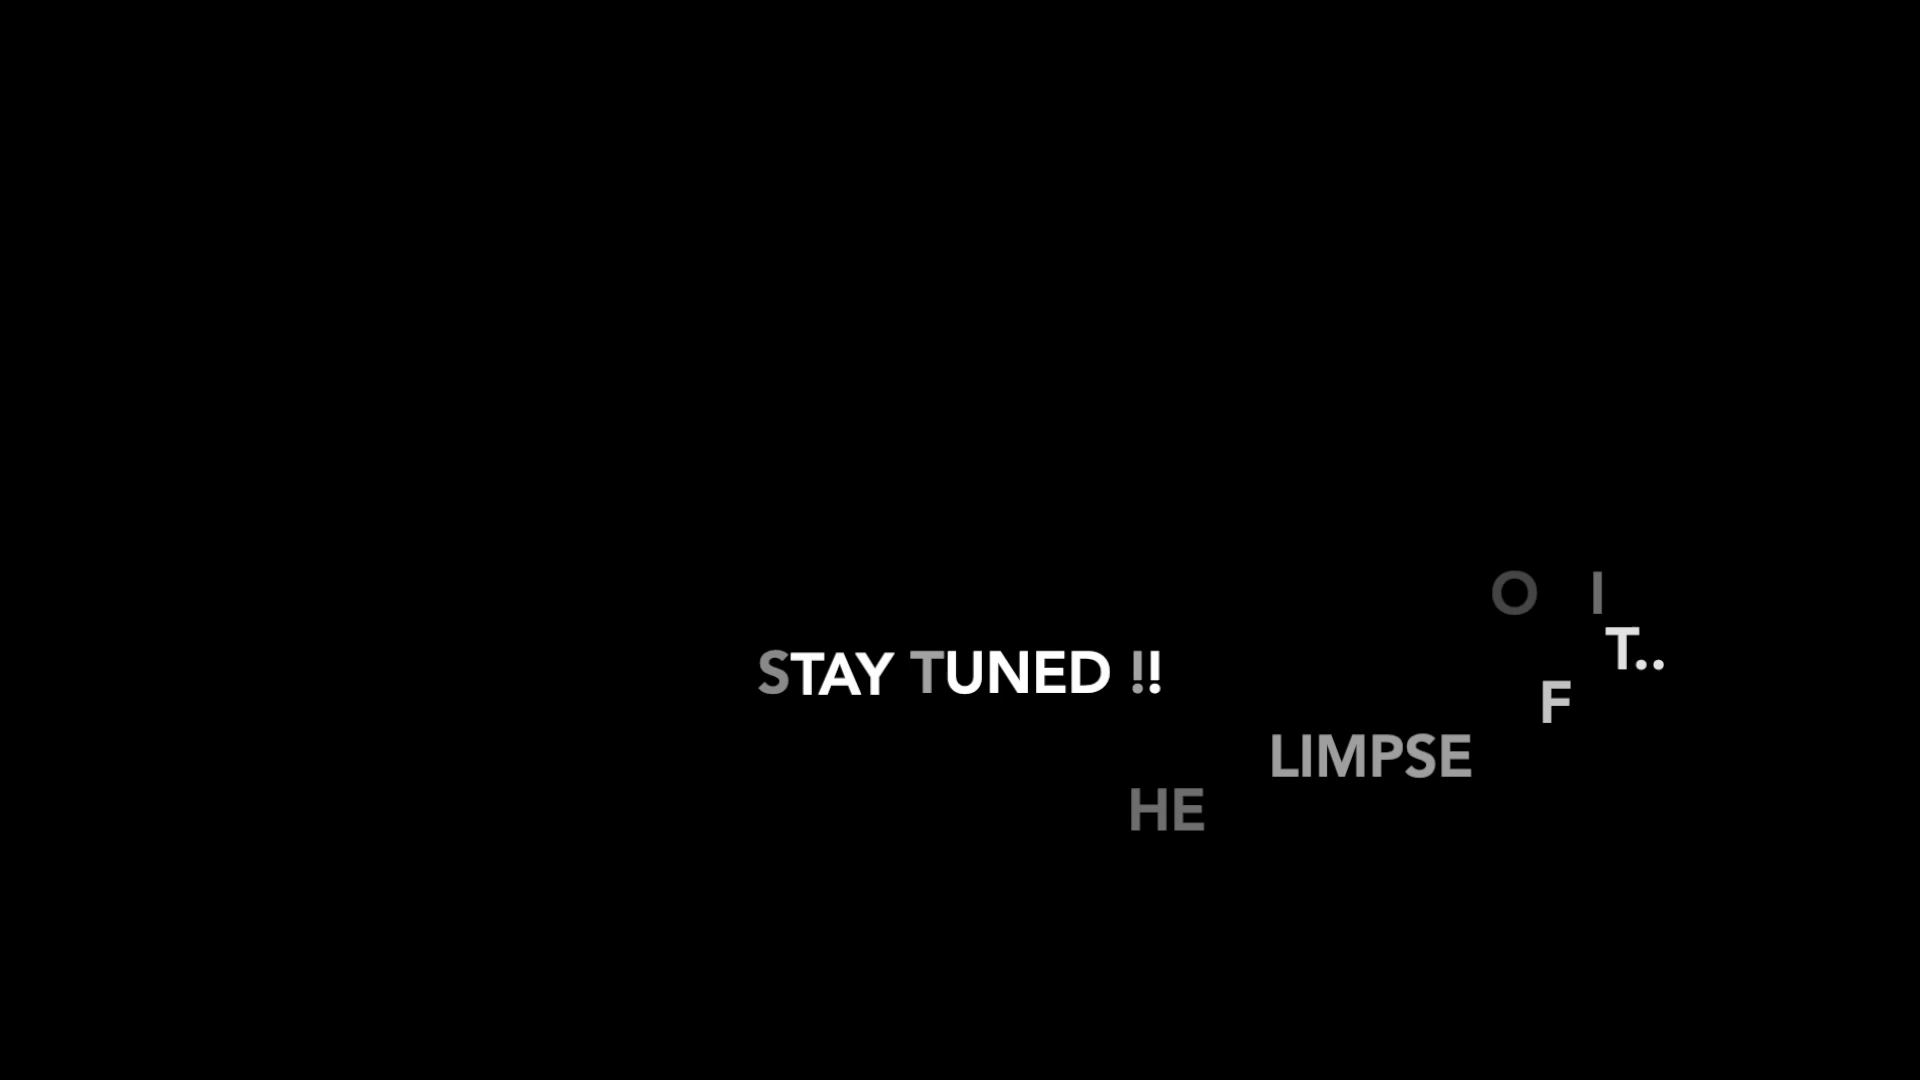 O I
T..
STAY TUNED !!
F
LIMPSE
HE